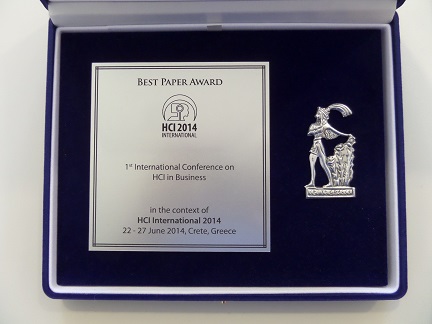 BEST PAPER AWARD
HCI 2014
INTERNATIONAL
1st International Conference on
HCI in Business
in the context of
HCI International 2014
22 - 27 June 2014, Crete, Greece